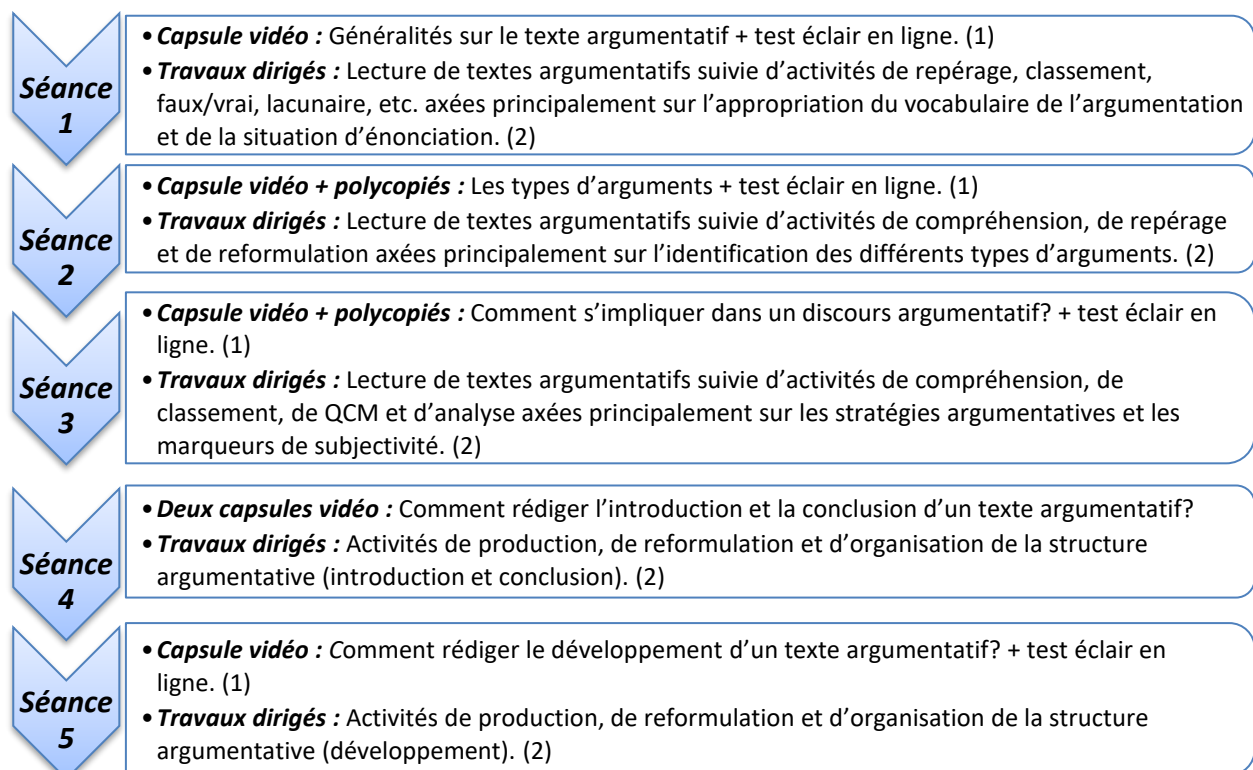 Séance
1
• Capsule vidéo : Généralités sur le texte argumentatif + test éclair en ligne. (1)
• Travaux dirigés : Lecture de textes argumentatifs suivie d’activités de repérage, classement,
faux/vrai, lacunaire, etc. axées principalement sur l’appropriation du vocabulaire de l’argumentation
et de la situation d’énonciation. (2)
Séance
2
• Capsule vidéo + polycopiés : Les types d’arguments + test éclair en ligne. (1)
• Travaux dirigés : Lecture de textes argumentatifs suivie d’activités de compréhension, de repérage
et de reformulation axées principalement sur l’identification des différents types d’arguments. (2)
Séance
3
• Capsule vidéo + polycopiés : Comment s’impliquer dans un discours argumentatif? + test éclair en
ligne. (1)
• Travaux dirigés : Lecture de textes argumentatifs suivie d’activités de compréhension, de
classement, de QCM et d’analyse axées principalement sur les stratégies argumentatives et les
marqueurs de subjectivité. (2)
Séance
4
• Deux capsules vidéo : Comment rédiger l’introduction et la conclusion d’un texte argumentatif?
• Travaux dirigés : Activités de production, de reformulation et d’organisation de la structure
argumentative (introduction et conclusion). (2)
Séance
5
• Capsule vidéo : Comment rédiger le développement d’un texte argumentatif? + test éclair en
ligne. (1)
• Travaux dirigés : Activités de production, de reformulation et d’organisation de la structure
argumentative (développement). (2)